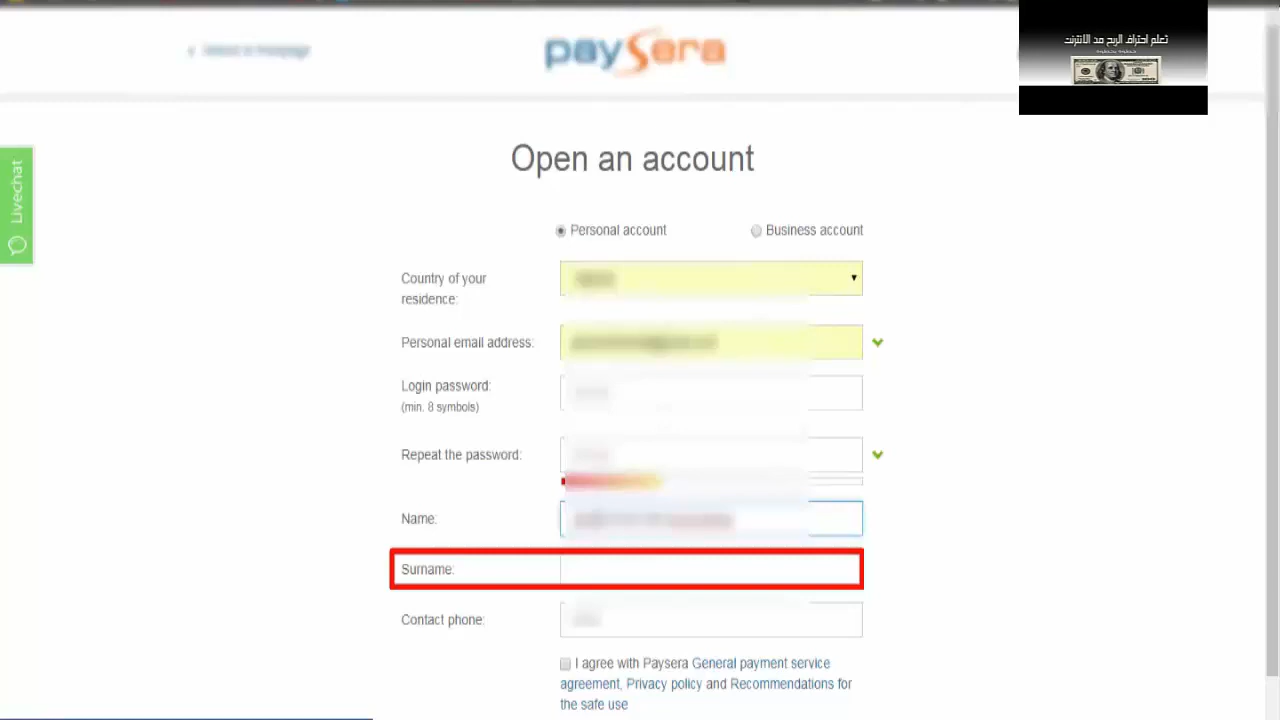 paysera
تعلم احتراف الربح مد الانترنت
Open an account
Livechat
Personal account
Business account
Country of your
residence:
Personal email address:
Login password:
(min. 8 symbols)
Repeat the password:
Name:
Surname:
Contact phone:
I agree with Paysera General payment service
agreement, Privacy policy and Recommendations for
the safe use